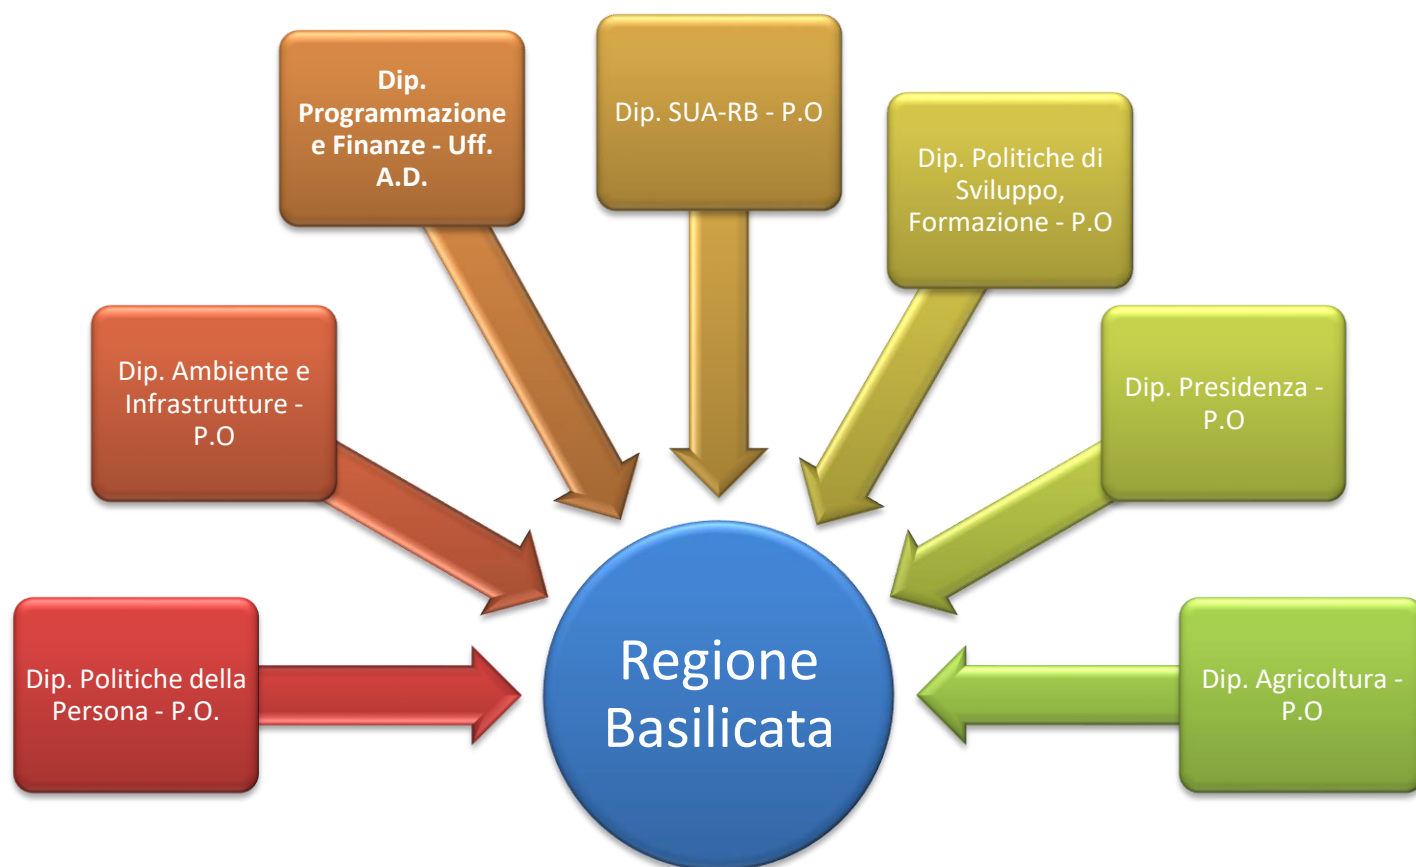 Dip.
Programmazione
e Finanze - Uff.
A.D.
Dip. SUA-RB - P.O
Dip. Politiche di
Sviluppo,
Formazione - P.O
Dip. Ambiente e
Infrastrutture -
P.O
Dip. Presidenza -
P.O
Dip. Politiche della
Persona - P.O.
Regione
Basilicata
Dip. Agricoltura -
P.O